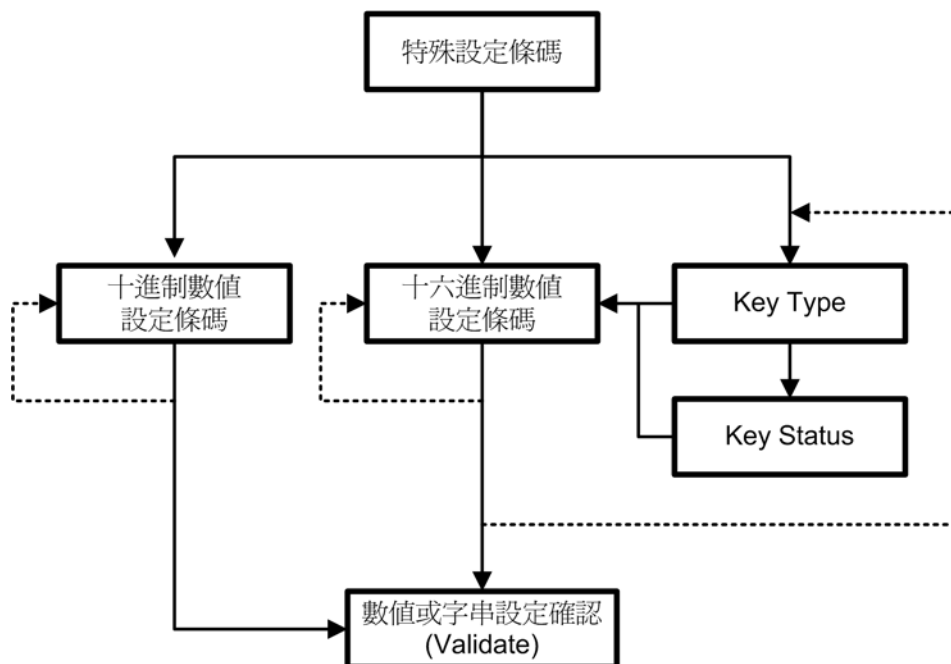 特殊設定條碼
十進制數值
設定條碼
十六進制數值
設定條碼
Key Type
Key Status
數值或字串設定確認
(Validate)